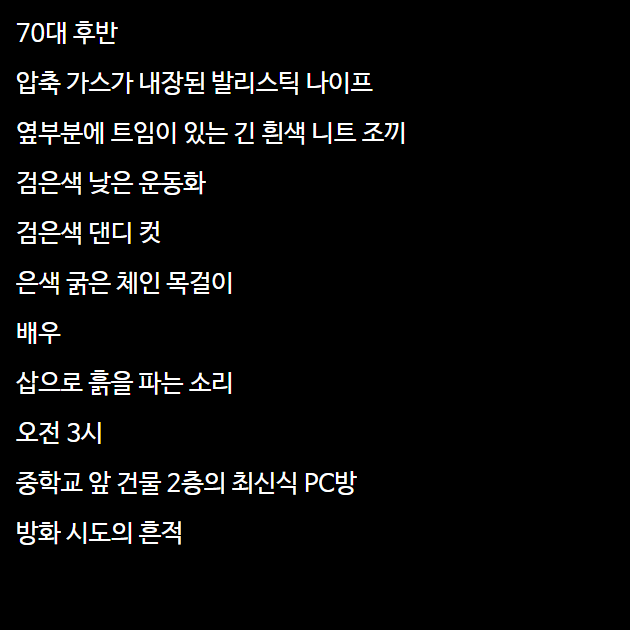 70대 후반
압축 가스가 내장된 발리스틱 나이프
옆부분에 트임이 있는 긴 흰색 니트 조끼
검은색 낮은 운동화
검은색 댄디 컷
은색 굵은 체인 목걸이
배우
삽으로 흙을 파는 소리
오전 3시
중학교 앞 건물 2층의 최신식 PC방
방화 시도의 흔적